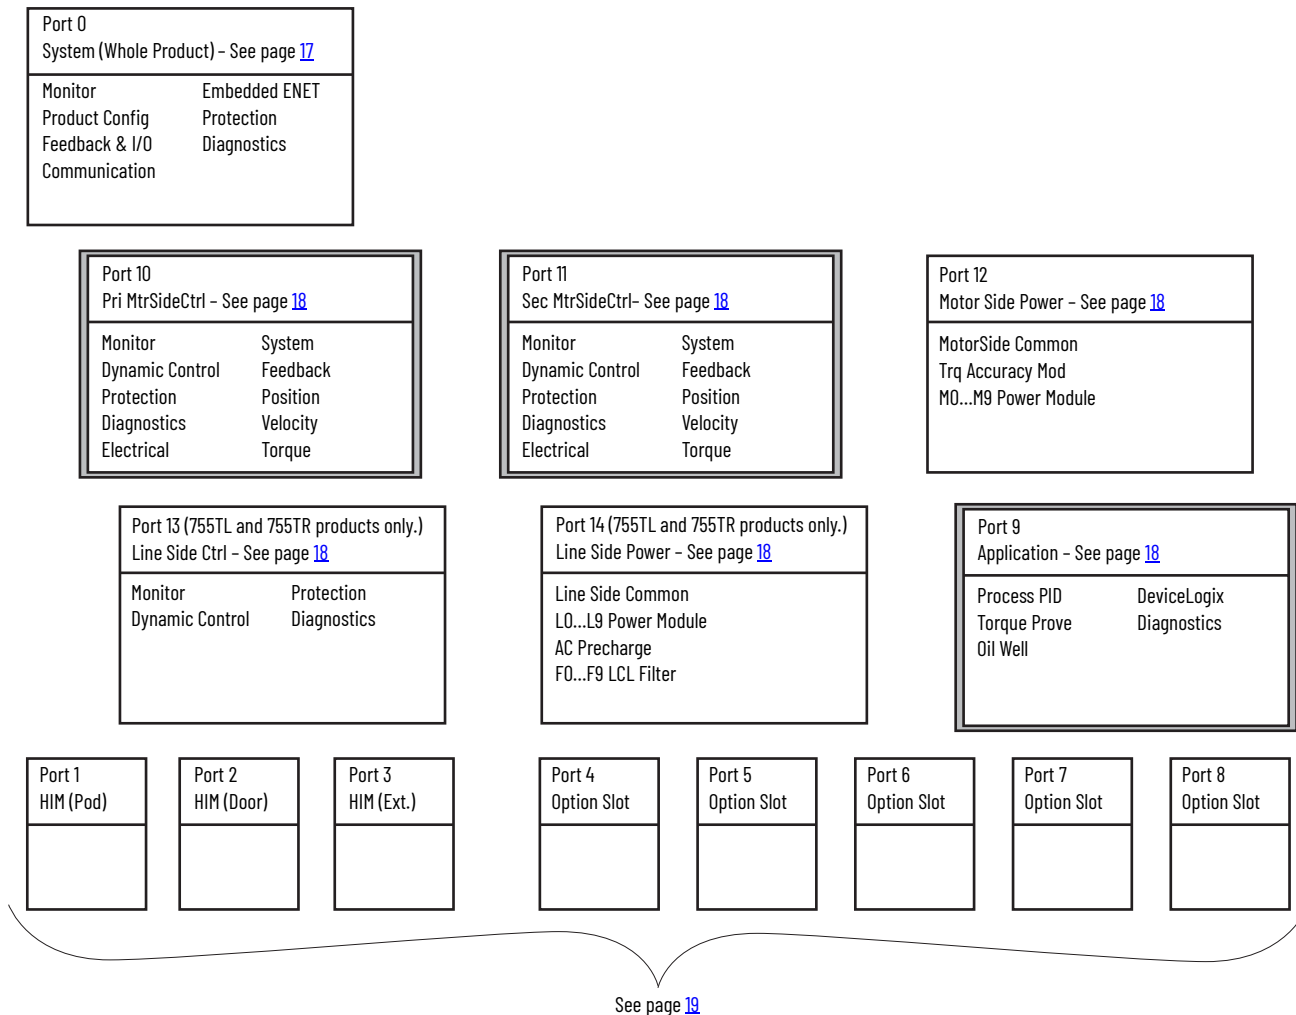 Port 0
System (Whole Product) – See page 17
Monitor
Product Config
Feedback & I/O
Communication
Embedded ENET
Protection
Diagnostics
Port 10
Pri MtrSideCtrl – See page 18
Monitor
Dynamic Control
Protection
Diagnostics
Electrical
System
Feedback
Position
Velocity
Torque
Port 11
Sec MtrSideCtrl– See page 18
Monitor
Dynamic Control
Protection
Diagnostics
Electrical
System
Feedback
Position
Velocity
Torque
Port 12
Motor Side Power – See page 18
MotorSide Common
Trq Accuracy Mod
M0...M9 Power Module
Port 13 (755TL and 755TR products only.)
Line Side Ctrl – See page 18
Monitor
Dynamic Control
Protection
Diagnostics
Port 14 (755TL and 755TR products only.)
Line Side Power – See page 18
Line Side Common
L0...L9 Power Module
AC Precharge
F0...F9 LCL Filter
Port 9
Application – See page 18
Process PID
Torque Prove
Oil Well
DeviceLogix
Diagnostics
Port 1
HIM (Pod)
Port 2
HIM (Door)
Port 3
HIM (Ext.)
Port 4
Option Slot
Port 5
Option Slot
Port 6
Option Slot
Port 7
Option Slot
Port 8
Option Slot
See page 19